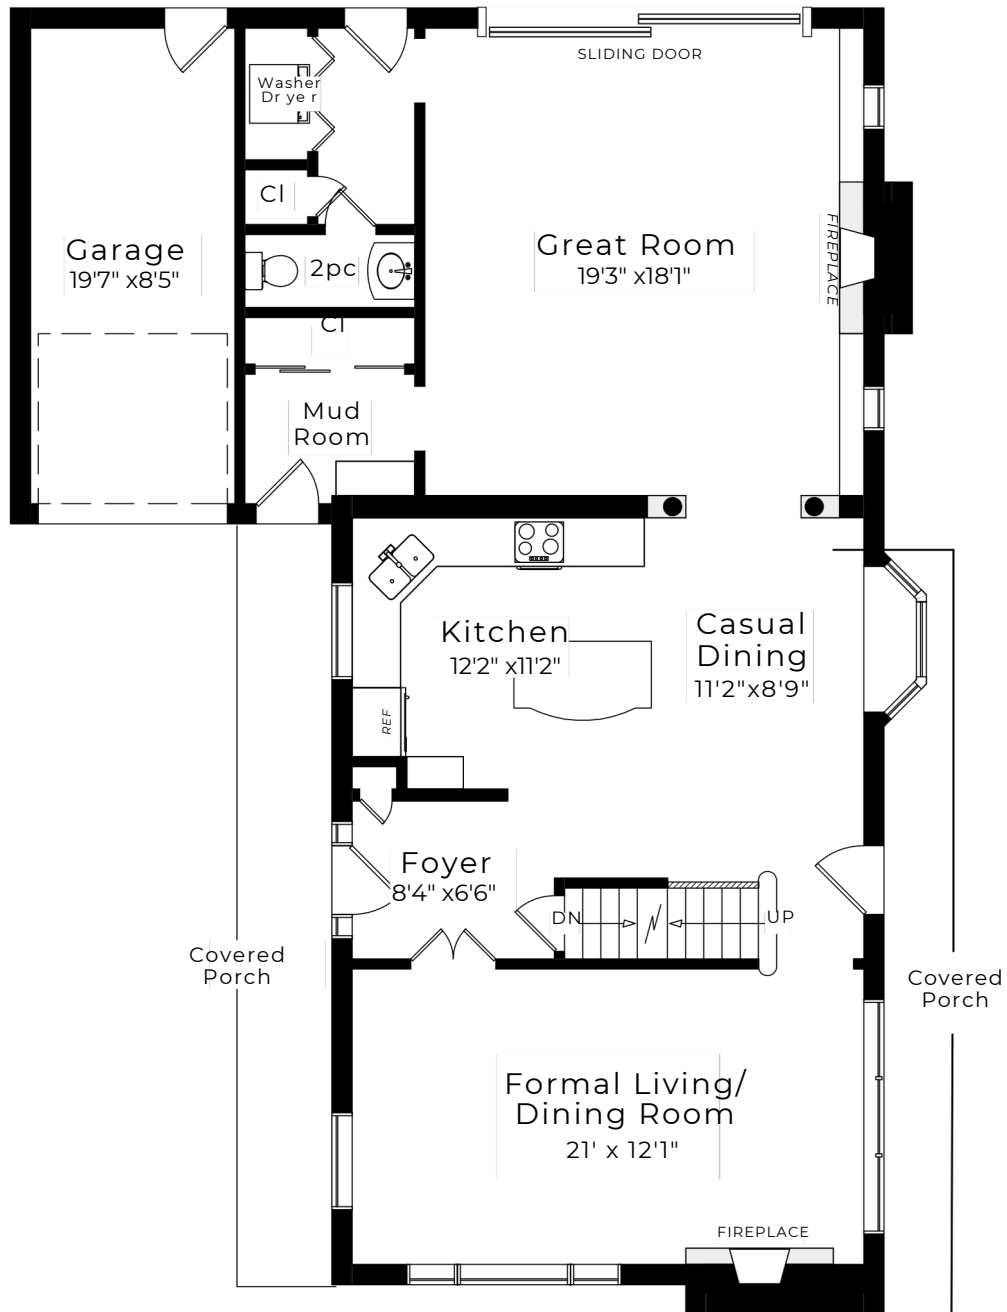 SLIDING DOOR
Washer
Dryer
Cl
Garage
19'7" x8'5"
2pc
Great Room
19'3" x18'1"
FIREPLACE
Cl
Mud
Room
Kitchen
12'2" x11'2"
Casual
Dining
11'2"x8'9"
REF
Foyer
8'4" x6'6"
DN
UP
Covered
Porch
Covered
Porch
Formal Living/
Dining Room
21' x 12'1"
FIREPLACE